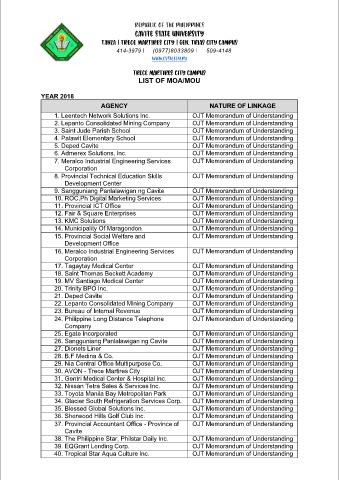 REPUBLIC OF THE PHILIPPINES
CAVITE STATE UNIVERSITY
TANZA | TRECE MARTIRES CITY | GEN. TRIAS CITY CAMPUS
414-3979 | (0977)8033809 | 509-4148
TRECE MARTIRES CITY CAMPUS
LIST OF MOA/MOU
YEAR 2018
AGENCY NATURE OF LINKAGE
1. Leentech Network Solutions Inc. OJT Memorandum of Understanding
2. Lepanto Consolidated Mining Company OJT Memorandum of Understanding
3. Saint Jude Parish School OJT Memorandum of Understanding
4. Palawit Elementary School OJT Memorandum of Understanding
5. Deped Cavite OJT Memorandum of Understanding
6. Admerex Solutions, Inc. OJT Memorandum of Understanding
7. Meralco Industrial Engineering Services OJT Memorandum of Understanding
Corporation
8. Provincial Technical Education Skills OJT Memorandum of Understanding
Development Center
9. Sangguniang Panlalawigan ng Cavite OJT Memorandum of Understanding
10. ROC.Ph Digital Marketing Services OJT Memorandum of Understanding
11. Provincial ICT Office OJT Memorandum of Understanding
12. Fair & Square Enterprises OJT Memorandum of Understanding
13. KMC Solutions OJT Memorandum of Understanding
14. Municipality Of Maragondon OJT Memorandum of Understanding
15. Provincial Social Welfare and OJT Memorandum of Understanding
Development Office
16. Meralco Industrial Engineering Services OJT Memorandum of Understanding
Corporation
17. Tagaytay Medical Center OJT Memorandum of Understanding
18. Saint Thomas Beckett Academy OJT Memorandum of Understanding
19. MV Santiago Medical Center OJT Memorandum of Understanding
20. Trinity BPO Inc. OJT Memorandum of Understanding
21. Deped Cavite OJT Memorandum of Understanding
22. Lepanto Consolidated Mining Company OJT Memorandum of Understanding
23. Bureau of Internal Revenue OJT Memorandum of Understanding
24. Philippine Long Distance Telephone OJT Memorandum of Understanding
Company
25. Egate Incorporated OJT Memorandum of Understanding
26. Sangguniang Panlalawigan ng Cavite OJT Memorandum of Understanding
27. Dionets Liner OJT Memorandum of Understanding
28. B.F Medina & Co. OJT Memorandum of Understanding
29. Nia Central Office Multipurpose Co. OJT Memorandum of Understanding
30. AVON - Trece Martires City OJT Memorandum of Understanding
31. Gentri Medical Center & Hospital Inc. OJT Memorandum of Understanding
32. Nissan Tetra Sales & Services Inc. OJT Memorandum of Understanding
33. Toyota Manila Bay Metropolitan Park OJT Memorandum of Understanding
34. Glacier South Refrigeration Services Corp. OJT Memorandum of Understanding
35. Blessed Global Solutions Inc. OJT Memorandum of Understanding
36. Sherwood Hills Golf Club Inc. OJT Memorandum of Understanding
37. Provincial Accountant Office - Province of OJT Memorandum of Understanding
Cavite
38. The Philippine Star, Philstar Daily Inc. OJT Memorandum of Understanding
39. EQGrant Lending Corp. OJT Memorandum of Understanding
40. Tropical Star Aqua Culture Inc. OJT Memorandum of Understanding